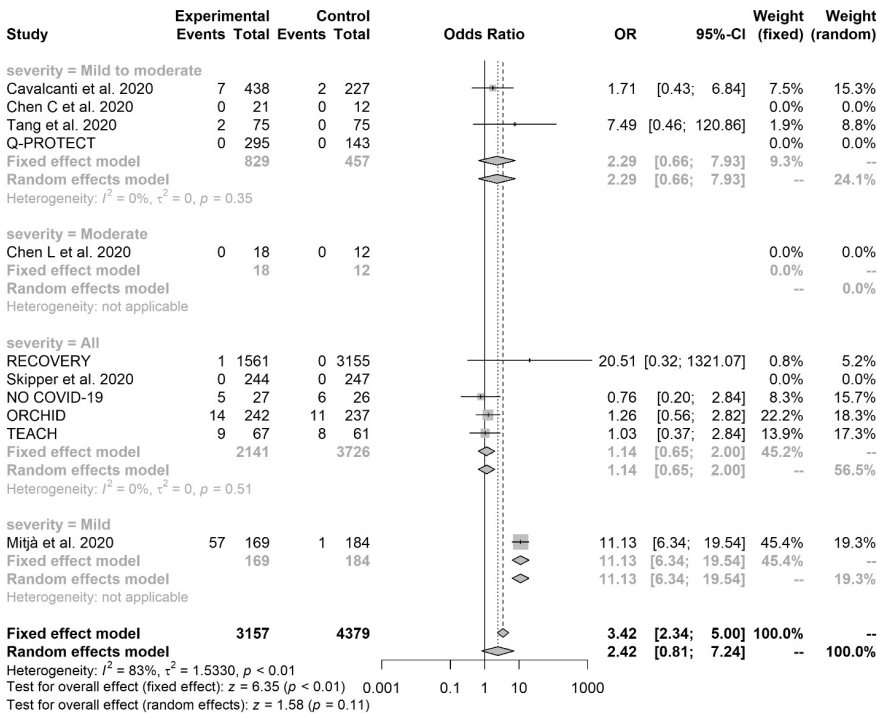 Experimental Control Weight Weight
Study Events Total Events Total Odds Ratio OR 95%-CI (fixed) (random)
severity = Mild to moderate
Cavalcanti et al. 2020 7 438 2 227 1.71 [0.43; 6.84] 7.5% 15.3%
Chen C et al. 2020 0 21 0 12 0.0% 0.0%
Tang et al. 2020 2 75 0 75 7.49 [0.46; 120.86] 1.9% 8.8%
Q-PROTECT 0 295 0 143 0.0% 0.0%
Fixed effect model 829 457 2.29 [0.66; 7.93] 9.3% --
Random effects model 2.29 [0.66; 7.93] -- 24.1%
Heterogeneity: I² = 0%, τ² = 0, p = 0.35
severity = Moderate
Chen L et al. 2020 0 18 0 12 0.0% 0.0%
Fixed effect model 18 12 0.0% --
Random effects model -- 0.0%
Heterogeneity: not applicable
severity = All
RECOVERY 1 1561 0 3155 20.51 [0.32; 1321.07] 0.8% 5.2%
Skipper et al. 2020 0 244 0 247 0.0% 0.0%
NO COVID-19 5 27 6 26 0.76 [0.20; 2.84] 8.3% 15.7%
ORCHID 14 242 11 237 1.26 [0.56; 2.82] 22.2% 18.3%
TEACH 9 67 8 61 1.03 [0.37; 2.84] 13.9% 17.3%
Fixed effect model 2141 3726 1.14 [0.65; 2.00] 45.2% --
Random effects model 1.14 [0.65; 2.00] -- 56.5%
Heterogeneity: I² = 0%, τ² = 0, p = 0.51
severity = Mild
Mitjà et al. 2020 57 169 1 184 11.13 [6.34; 19.54] 45.4% 19.3%
Fixed effect model 169 184 11.13 [6.34; 19.54] 45.4% --
Random effects model 11.13 [6.34; 19.54] -- 19.3%
Heterogeneity: not applicable
Fixed effect model 3157 4379 3.42 [2.34; 5.00] 100.0% --
Random effects model 2.42 [0.81; 7.24] -- 100.0%
Heterogeneity: I² = 83%, τ² = 1.5330, p < 0.01
Test for overall effect (fixed effect): z = 6.35 (p < 0.01) 0.001 0.1 1 10 1000
Test for overall effect (random effects): z = 1.58 (p = 0.11)